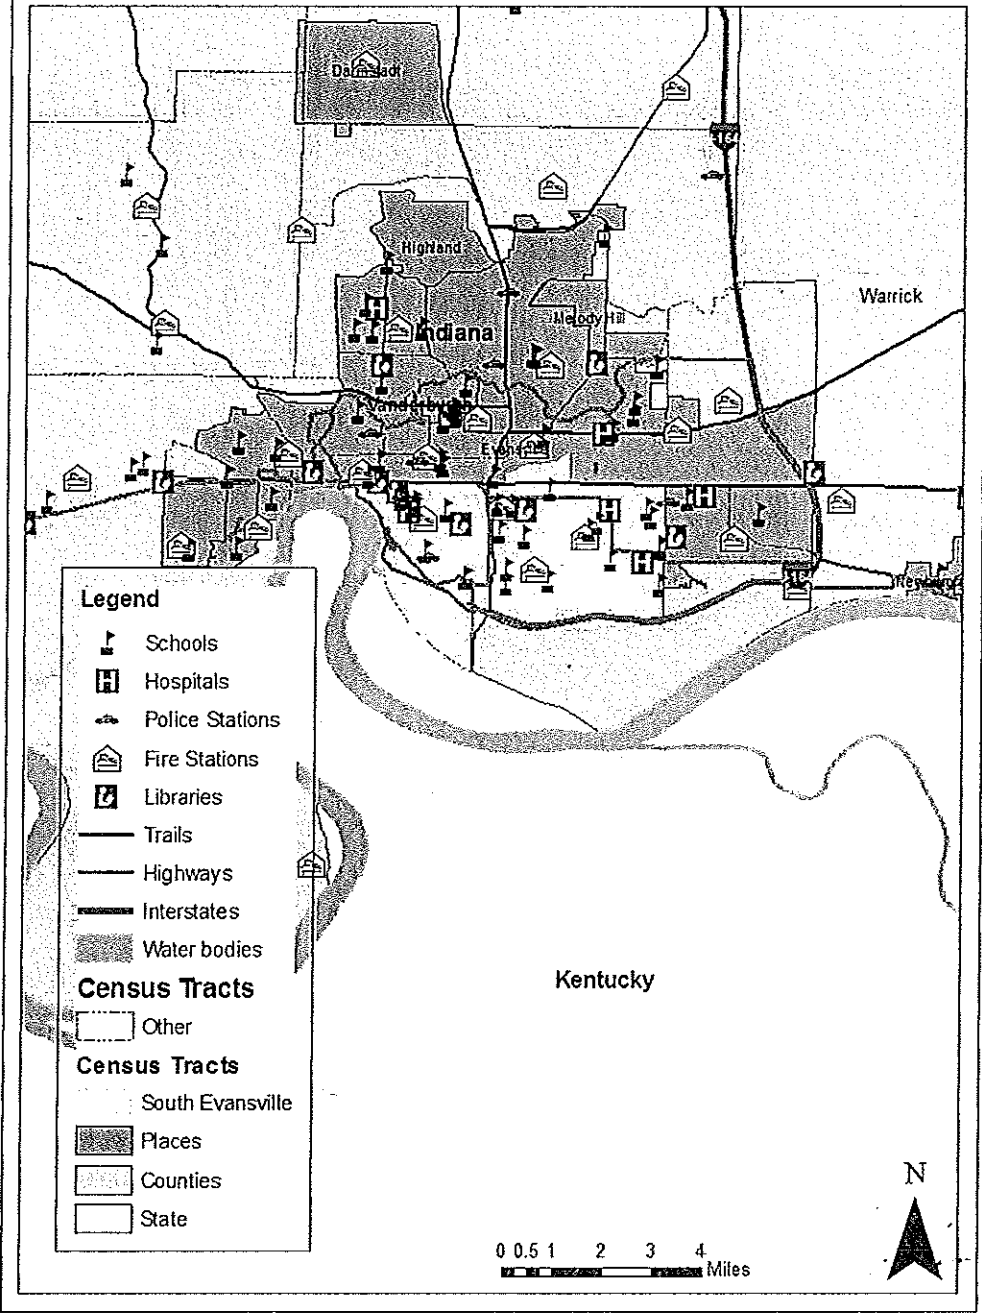 Darmstadt
164
Highland
Warrick
Melody Hill
Indiana
Vanderburgh
Legend
Schools
Hospitals
Police Stations
Fire Stations
Libraries
Trails
Highways
Interstates
Water bodies
Census Tracts
Other
Census Tracts
South Evansville
Places
Counties
State
Kentucky
N
0 0.5 1 2 3 4
Miles